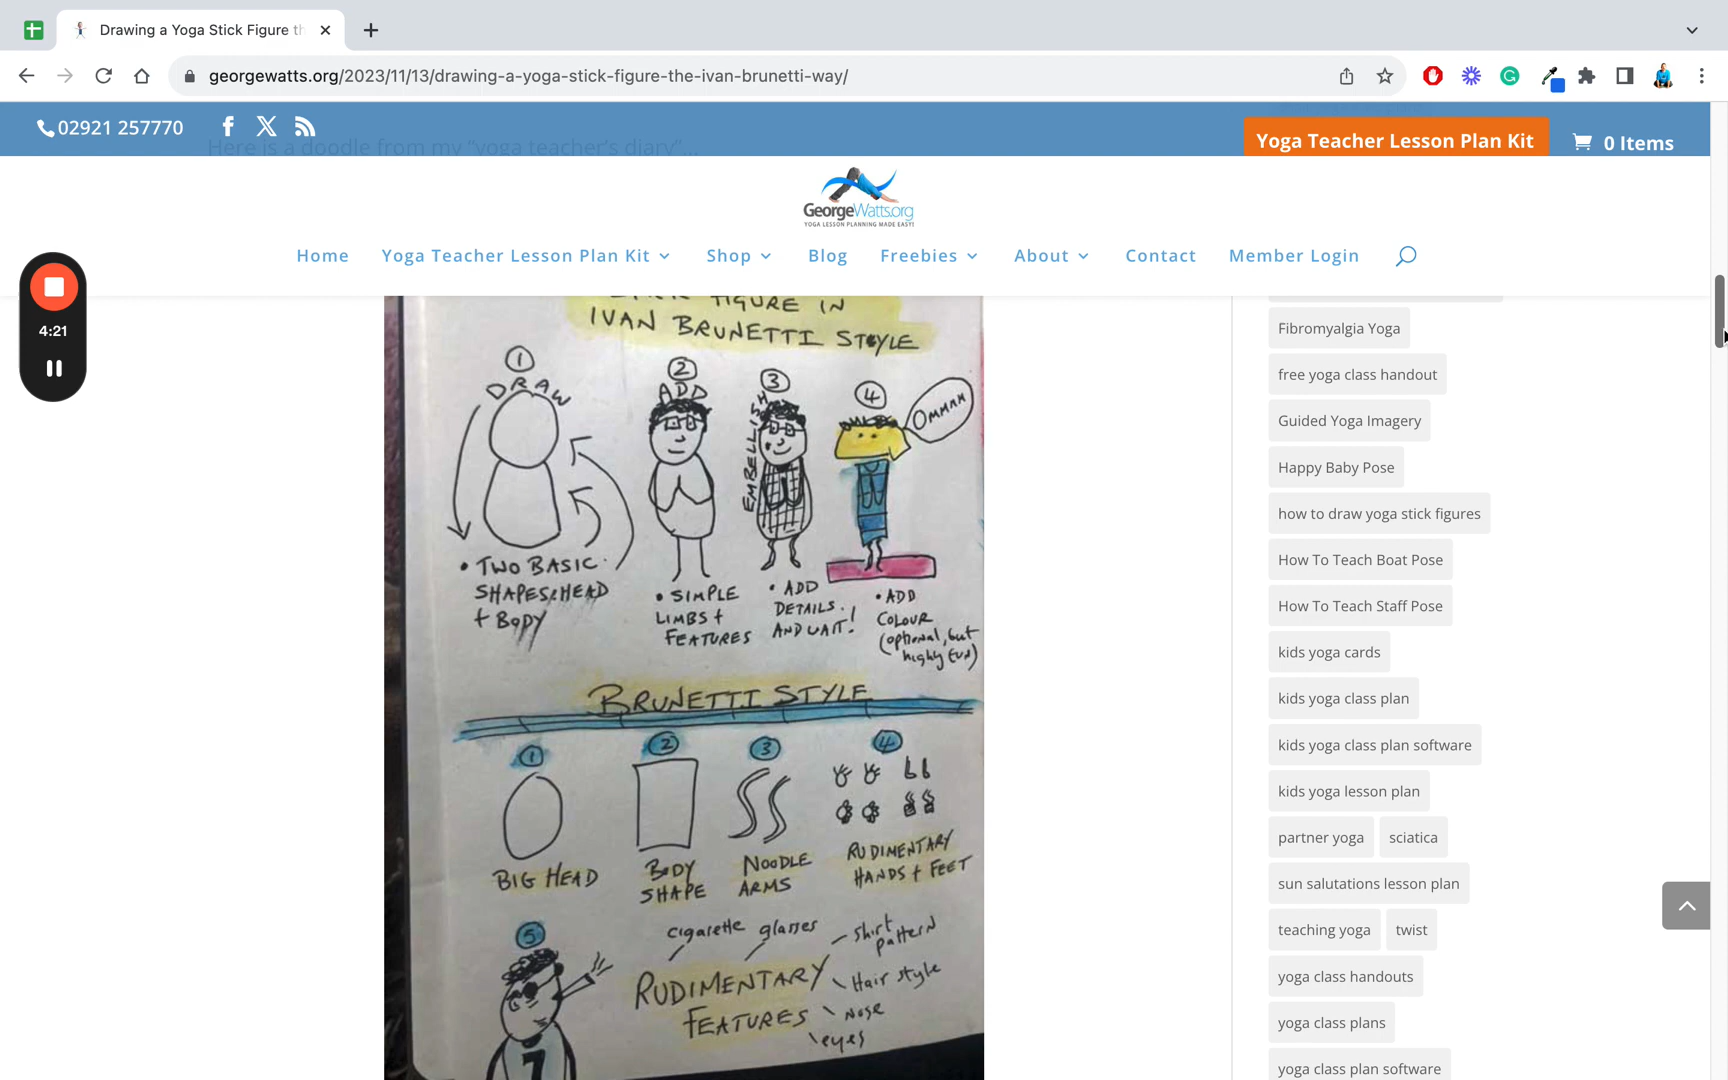 Drawing a Yoga Stick Figure th
georgewatts.org/2023/11/13/drawing-a-yoga-stick-figure-the-ivan-brunetti-way/
02921 257770
Here is a doodle from my "yoga teacher's diary"...
Yoga Teacher Lesson Plan Kit
0 Items
GeorgeWatts.org
YOGA LESSON PLANNING MADE EASY!
Home
Yoga Teacher Lesson Plan Kit
Shop
Blog
Freebies
About
Contact
Member Login
4:21
STICK FIGURE IN
IVAN BRUNETTI STYLE
1
DRAW
2
ADD
3
EMBELLISH
4
OMMMM
• TWO BASIC
SHAPES: HEAD
+ BODY
• SIMPLE
LIMBS +
FEATURES
• ADD
DETAILS.
AND WAIT!
• ADD
COLOUR
(optional, but
highly fun)
BRUNETTI STYLE
1
2
3
4
BIG HEAD
BODY
SHAPE
NOODLE
ARMS
RUDIMENTARY
HANDS + FEET
5
cigarette
glasses
shirt
pattern
RUDIMENTARY
FEATURES
Hair style
Nose
eyes
7
Fibromyalgia Yoga
free yoga class handout
Guided Yoga Imagery
Happy Baby Pose
how to draw yoga stick figures
How To Teach Boat Pose
How To Teach Staff Pose
kids yoga cards
kids yoga class plan
kids yoga class plan software
kids yoga lesson plan
partner yoga
sciatica
sun salutations lesson plan
teaching yoga
twist
yoga class handouts
yoga class plans
yoga class plan software